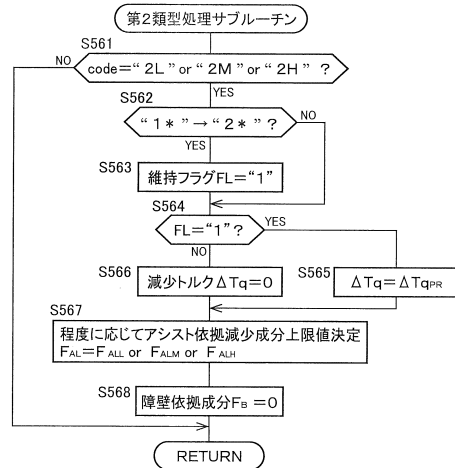 第2類型処理サブルーチン
S561
NO
code=“2L” or “2M” or “2H” ?
YES
S562
“1*”→“2*”?
NO
YES
S563
維持フラグFL=“1”
S564
FL=“1”?
YES
NO
S566
減少トルクΔTq=0
S565
ΔTq=ΔTqPR
S567
程度に応じてアシスト依拠減少成分上限値決定
FAL=FALL or FALM or FALH
S568
障壁依拠成分FB=0
RETURN